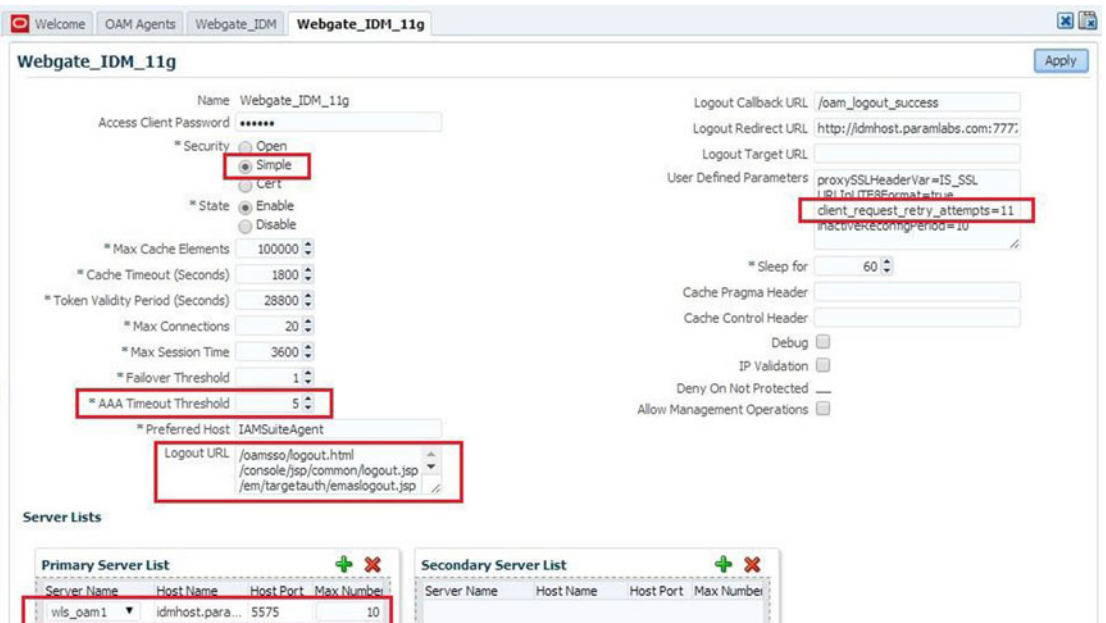 Welcome
OAM Agents
Webgate_IDM
Webgate_IDM_11g
Webgate_IDM_11g
Apply
Name Webgate_IDM_11g
Access Client Password ••••••
* Security Open
Simple
Cert
* State Enable
Disable
* Max Cache Elements 100000
* Cache Timeout (Seconds) 1800
* Token Validity Period (Seconds) 28800
* Max Connections 20
* Max Session Time 3600
* Failover Threshold 1
* AAA Timeout Threshold 5
* Preferred Host IAMSuiteAgent
Logout URL /oamsso/logout.html
/console/jsp/common/logout.jsp
/em/targetauth/emaslogout.jsp
Logout Callback URL /oam_logout_success
Logout Redirect URL http://idmhost.paramlabs.com:7777
Logout Target URL
User Defined Parameters proxySSLHeaderVar=IS_SSL
URLInUTF8Format=true
client_request_retry_attempts=11
inactiveReconfigPeriod=10
* Sleep for 60
Cache Pragma Header
Cache Control Header
Debug
IP Validation
Deny On Not Protected
Allow Management Operations
Server Lists
Primary Server List
Server Name Host Name Host Port Max Number
wls_oam1 idmhost.para... 5575 10
Secondary Server List
Server Name Host Name Host Port Max Number